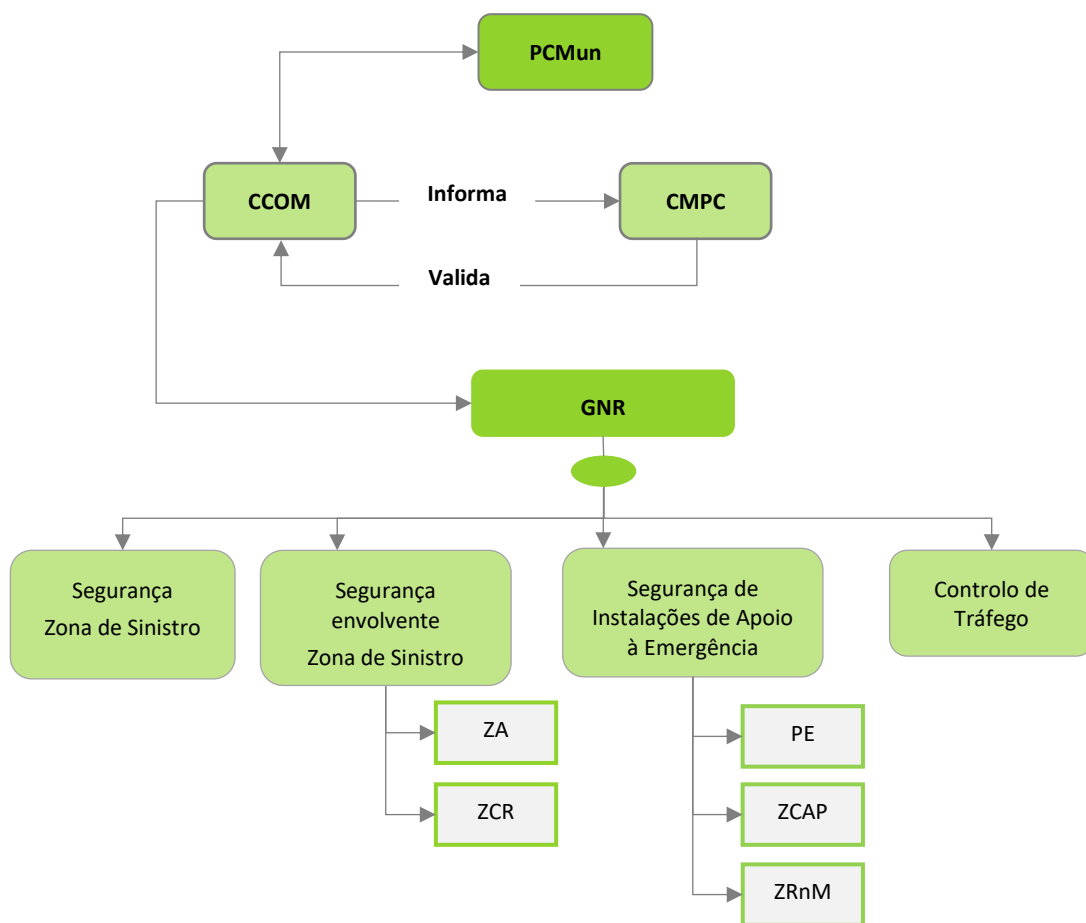 PCMun
CCOM
Informa
CMPC
Valida
GNR
Segurança
Zona de Sinistro
Segurança
envolvente
Zona de Sinistro
Segurança de
Instalações de Apoio
à Emergência
Controlo de
Tráfego
ZA
ZCR
PE
ZCAP
ZRnM